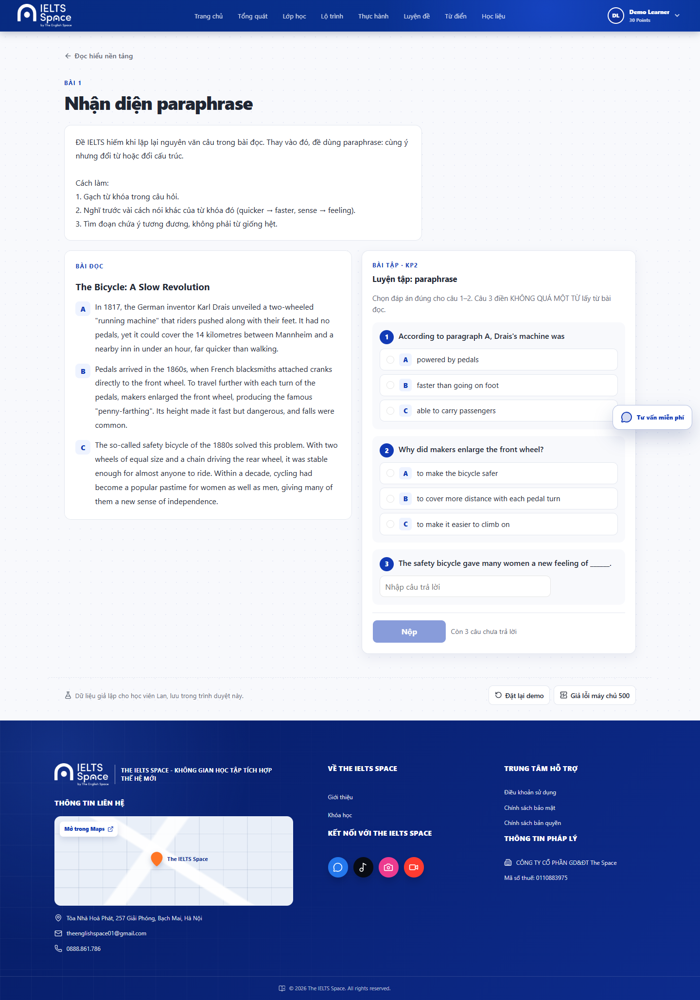 IELTS
Space
by The English Space
Trang chủ
Tổng quát
Lớp học
Lộ trình
Thực hành
Luyện đề
Từ điển
Học liệu
DL
Demo Learner
30 Points
Đọc hiểu nền tảng
BÀI 1
Nhận diện paraphrase
Đề IELTS hiếm khi lặp lại nguyên văn câu trong bài đọc. Thay vào đó, đề dùng paraphrase: cùng ý
nhưng đổi từ hoặc đổi cấu trúc.
Cách làm:
1. Gạch từ khóa trong câu hỏi.
2. Nghĩ trước vài cách nói khác của từ khóa đó (quicker → faster, sense → feeling).
3. Tìm đoạn chứa ý tương đương, không phải từ giống hệt.
BÀI ĐỌC
The Bicycle: A Slow Revolution
A
In 1817, the German inventor Karl Drais unveiled a two-wheeled
"running machine" that riders pushed along with their feet. It had no
pedals, yet it could cover the 14 kilometres between Mannheim and a
nearby inn in under an hour, far quicker than walking.
B
Pedals arrived in the 1860s, when French blacksmiths attached cranks
directly to the front wheel. To travel further with each turn of the
pedals, makers enlarged the front wheel, producing the famous
"penny-farthing". Its height made it fast but dangerous, and falls were
common.
C
The so-called safety bicycle of the 1880s solved this problem. With two
wheels of equal size and a chain driving the rear wheel, it was stable
enough for almost anyone to ride. Within a decade, cycling had
become a popular pastime for women as well as men, giving many of
them a new sense of independence.
BÀI TẬP · KP2
Luyện tập: paraphrase
Chọn đáp án đúng cho câu 1–2. Câu 3 điền KHÔNG QUÁ MỘT TỪ lấy từ bài
đọc.
1 According to paragraph A, Drais's machine was
A powered by pedals
B faster than going on foot
C able to carry passengers
2 Why did makers enlarge the front wheel?
A to make the bicycle safer
B to cover more distance with each pedal turn
C to make it easier to climb on
3 The safety bicycle gave many women a new feeling of ______.
Nhập câu trả lời
Nộp
Còn 3 câu chưa trả lời
Tư vấn miễn phí
Dữ liệu giả lập cho học viên Lan, lưu trong trình duyệt này.
Đặt lại demo
Giả lỗi máy chủ 500
IELTS
Space
by The English Space
THE IELTS SPACE - KHÔNG GIAN HỌC TẬP TÍCH HỢP
THẾ HỆ MỚI
THÔNG TIN LIÊN HỆ
Mở trong Maps
The IELTS Space
Tòa Nhà Hoà Phát, 257 Giải Phóng, Bạch Mai, Hà Nội
theenglishspace01@gmail.com
0888.861.786
VỀ THE IELTS SPACE
Giới thiệu
Khóa học
KẾT NỐI VỚI THE IELTS SPACE
TRUNG TÂM HỖ TRỢ
Điều khoản sử dụng
Chính sách bảo mật
Chính sách bản quyền
THÔNG TIN PHÁP LÝ
CÔNG TY CỔ PHẦN GD&ĐT The Space
Mã số thuế: 0110883975
© 2026 The IELTS Space. All rights reserved.